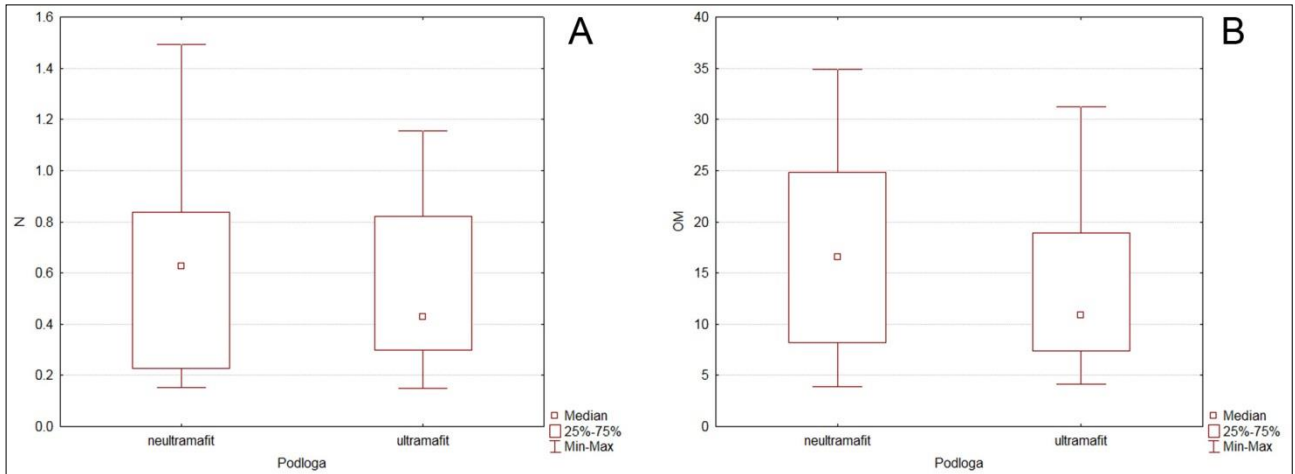 A
1.6
1.4
1.2
1.0
0.8
0.6
0.4
0.2
0.0
N
neultramafit ultramafit
Podloga
Median
25%-75%
Min-Max
B
40
35
30
25
20
15
10
5
0
OM
neultramafit ultramafit
Podloga
Median
25%-75%
Min-Max